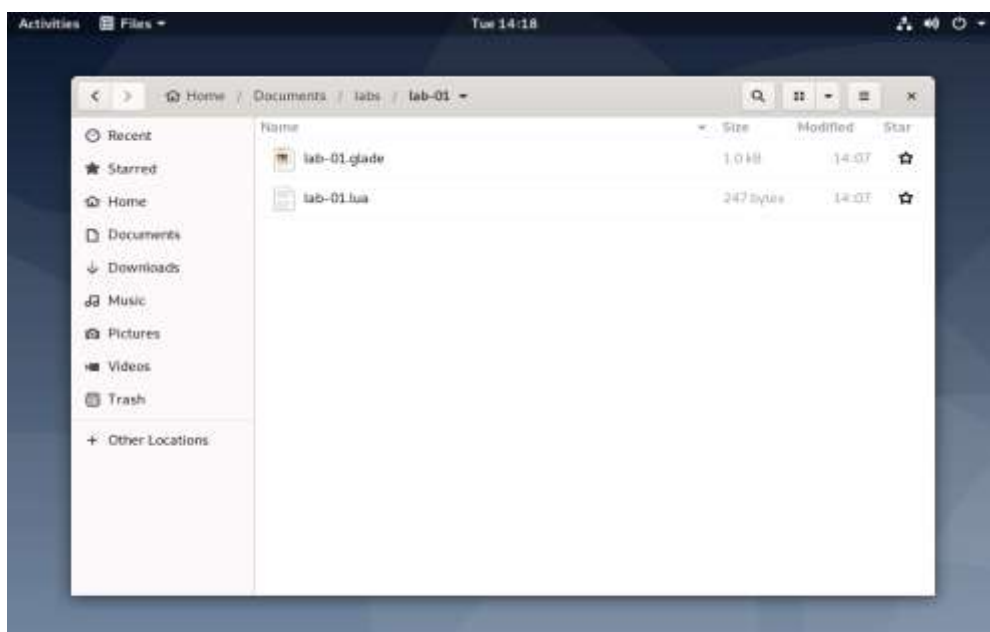 Activities Files Tue 14:18
Home / Documents / labs / lab-01
Name Size Modified Star
Recent
lab-01.glade 1.0 kB 14:07
Starred
lab-01.lua 247 bytes 14:07
Home
Documents
Downloads
Music
Pictures
Videos
Trash
+ Other Locations